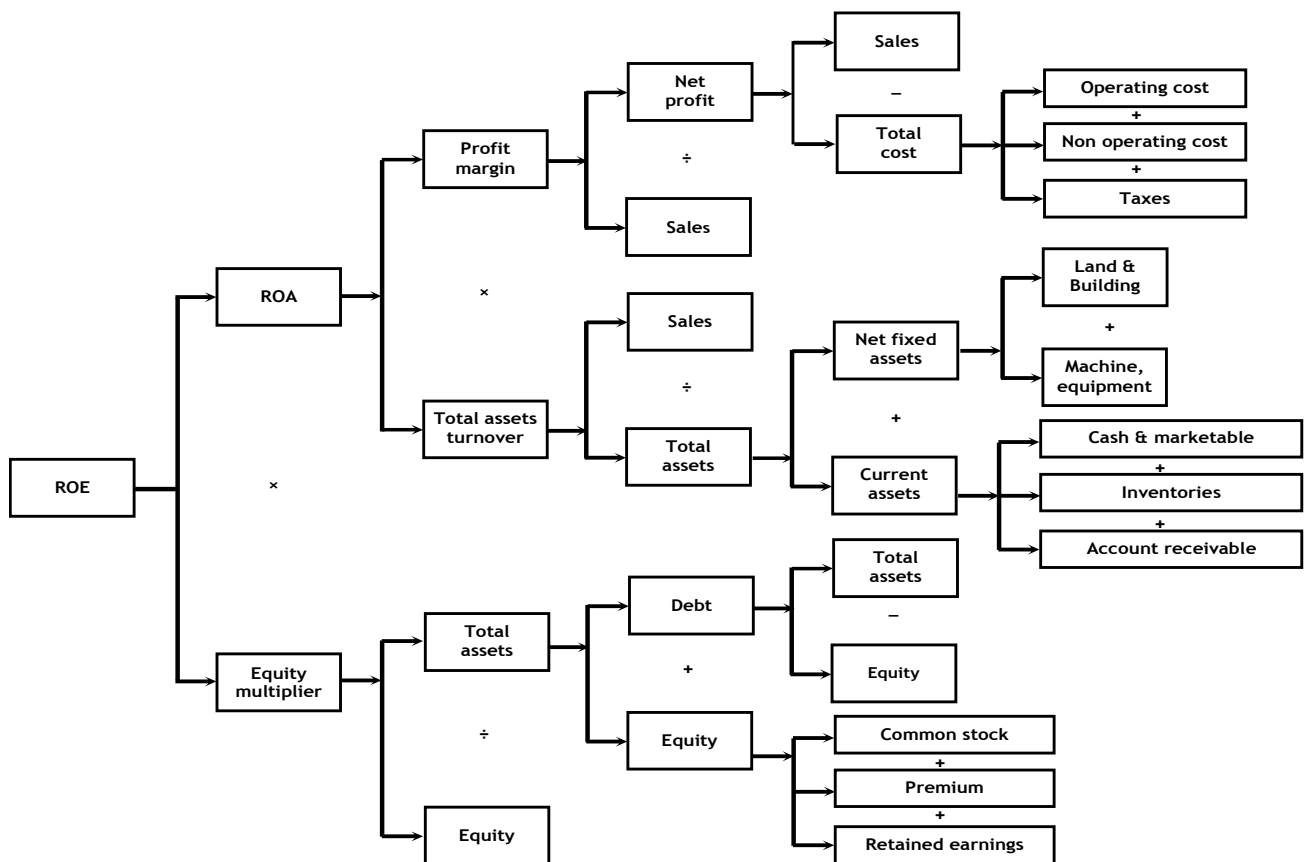 Sales
Net
profit
–
Operating cost
+
Profit
margin
÷
Total
cost
Non operating cost
+
Taxes
Sales
ROA
×
Land &
Building
Sales
Net fixed
assets
+
÷
Machine,
equipment
Total assets
turnover
+
Total
assets
Cash & marketable
+
ROE
×
Current
assets
Inventories
+
Account receivable
Total
assets
Debt
–
Total
assets
Equity
multiplier
+
Equity
÷
Equity
Common stock
+
Premium
+
Equity
Retained earnings